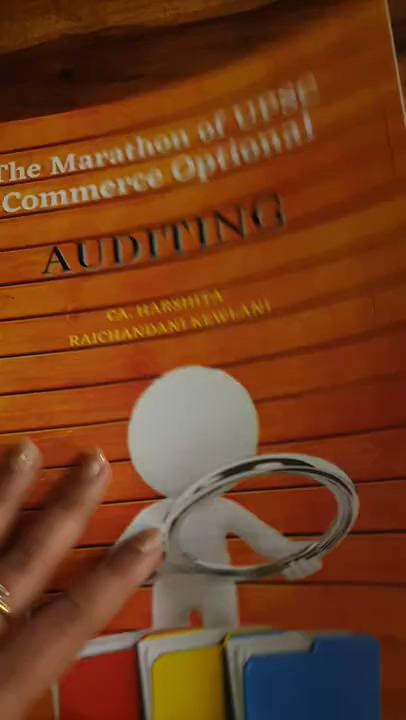 The Marathon of UPSC
Commerce Optional
AUDITING
CA. HARSHITA
RAICHANDANI KEWLANI